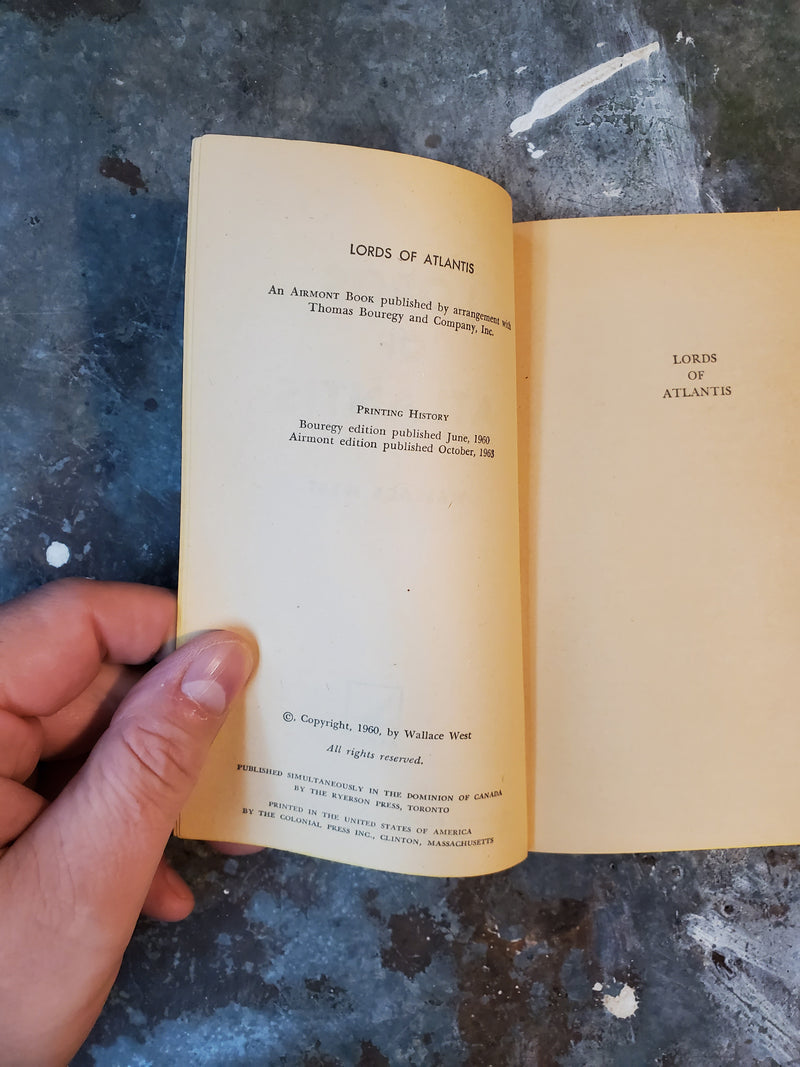 LORDS OF ATLANTIS
An AIRMONT BOOK published by arrangement with
Thomas Bouregy and Company, Inc.
PRINTING HISTORY
Bouregy edition published June, 1960
Airmont edition published October, 1963
©, Copyright, 1960, by Wallace West
All rights reserved.
PUBLISHED SIMULTANEOUSLY IN THE DOMINION OF CANADA
BY THE RYERSON PRESS, TORONTO
PRINTED IN THE UNITED STATES OF AMERICA
BY THE COLONIAL PRESS INC., CLINTON, MASSACHUSETTS
LORDS
OF
ATLANTIS